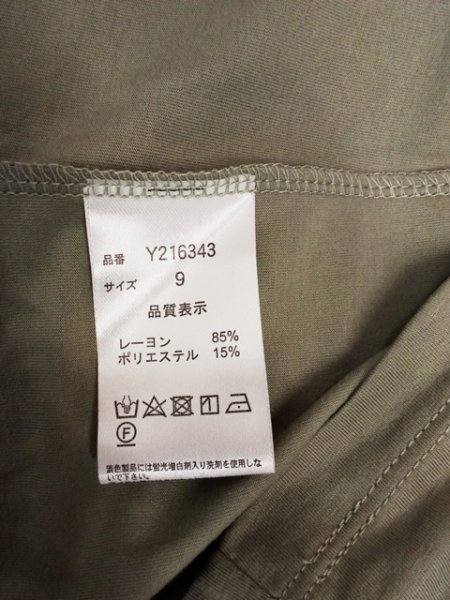 品番 Y216343
サイズ 9
品質表示
レーヨン 85%
ポリエステル 15%
F
淡色製品には蛍光増白剤入り洗剤を使用しな
いで下さい。